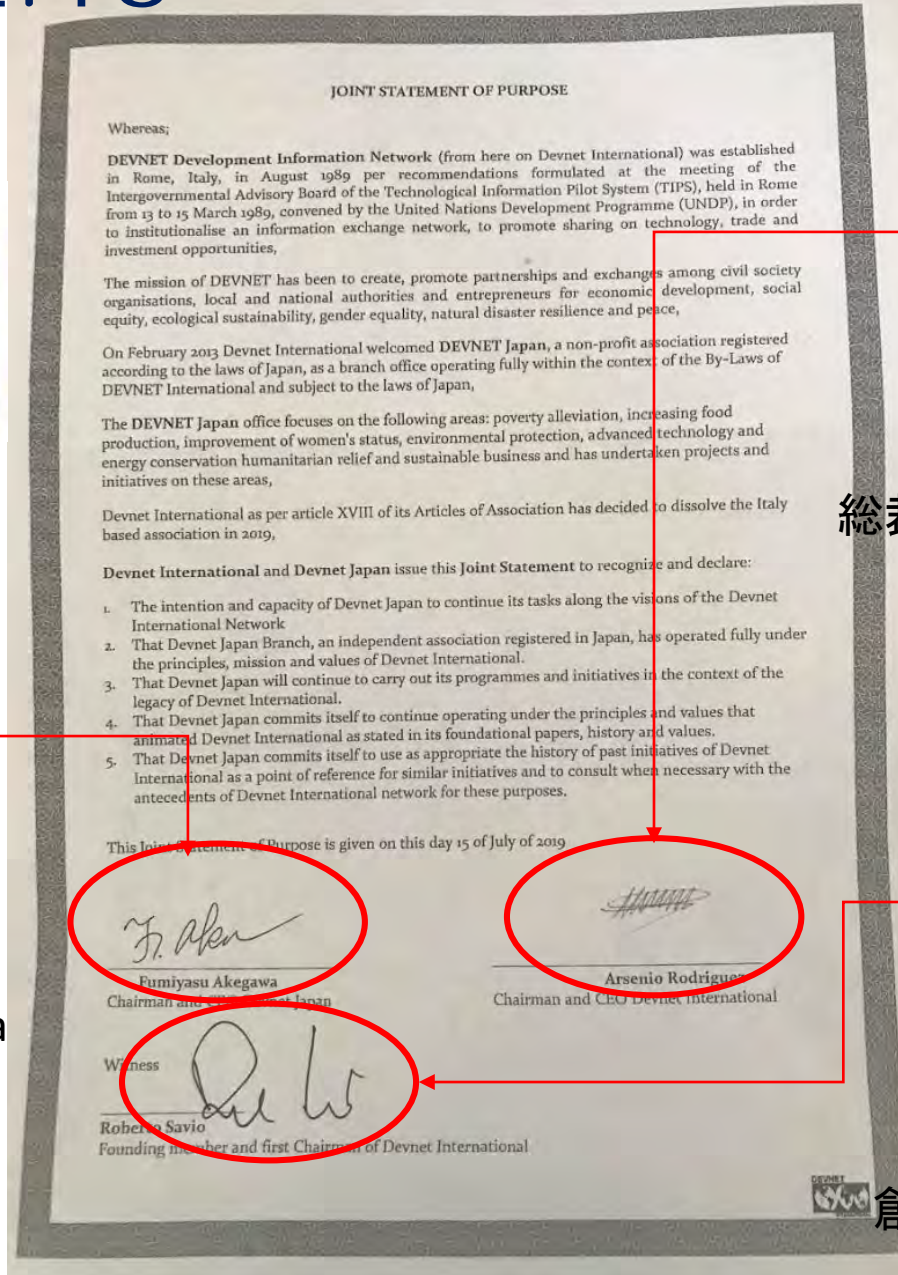 JOINT STATEMENT OF PURPOSE
Whereas;
DEVNET Development Information Network (from here on Devnet International) was established
in Rome, Italy, in August 1989 per recommendations formulated at the meeting of the
Intergovernmental Advisory Board of the Technological Information Pilot System (TIPS), held in Rome
from 13 to 15 March 1989, convened by the United Nations Development Programme (UNDP), in order
to institutionalise an information exchange network, to promote sharing on technology, trade and
investment opportunities,
The mission of DEVNET has been to create, promote partnerships and exchanges among civil society
organisations, local and national authorities and entrepreneurs for economic development, social
equity, ecological sustainability, gender equality, natural disaster resilience and peace,
On February 2013 Devnet International welcomed DEVNET Japan, a non-profit association registered
according to the laws of Japan, as a branch office operating fully within the context of the By-Laws of
DEVNET International and subject to the laws of Japan,
The DEVNET Japan office focuses on the following areas: poverty alleviation, increasing food
production, improvement of women's status, environmental protection, advanced technology and
energy conservation humanitarian relief and sustainable business and has undertaken projects and
initiatives on these areas,
Devnet International as per article XVIII of its Articles of Association has decided to dissolve the Italy
based association in 2019,
総
Devnet International and Devnet Japan issue this Joint Statement to recognize and declare:
1. The intention and capacity of Devnet Japan to continue its tasks along the visions of the Devnet
International Network
2. That Devnet Japan Branch, an independent association registered in Japan, has operated fully under
the principles, mission and values of Devnet International.
3. That Devnet Japan will continue to carry out its programmes and initiatives in the context of the
legacy of Devnet International.
4. That Devnet Japan commits itself to continue operating under the principles and values that
animated Devnet International as stated in its foundational papers, history and values.
5. That Devnet Japan commits itself to use as appropriate the history of past initiatives of Devnet
International as a point of reference for similar initiatives and to consult when necessary with the
antecedents of Devnet International network for these purposes.
This Joint Statement of Purpose is given on this day 15 of July of 2019
Fumiyasu Akegawa
Chairman and CEO Devnet Japan
Arsenio Rodriguez
Chairman and CEO Devnet International
a
Witness
Roberto Savio
Founding member and first Chairman of Devnet International
DEVNET
創